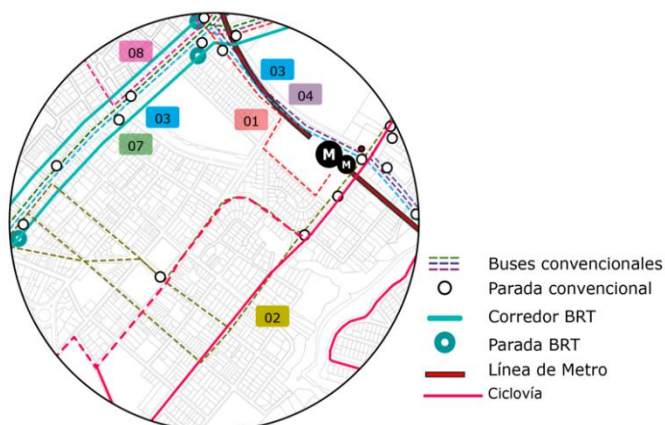 08
03
04
03
01
07
M
M
02
Buses convencionales
Parada convencional
Corredor BRT
Parada BRT
Línea de Metro
Ciclovía